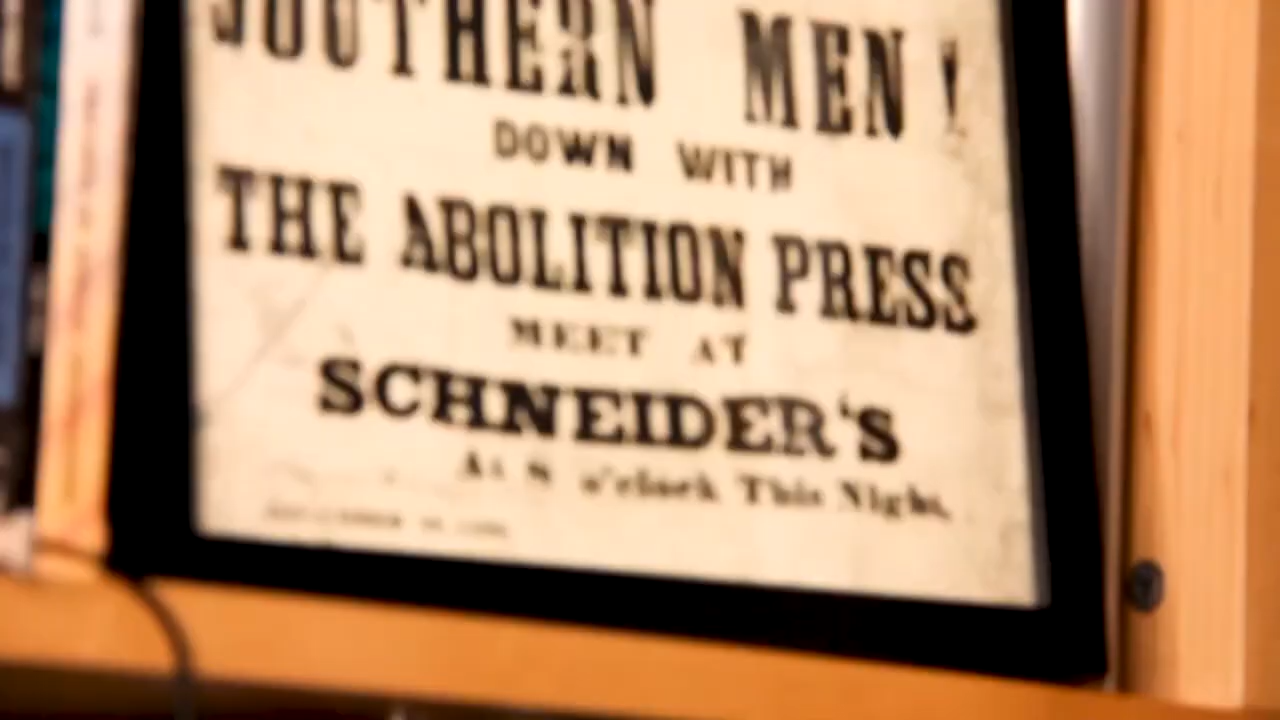 SOUTHERN MEN!
DOWN WITH
THE ABOLITION PRESS
MEET AT
SCHNEIDER'S
At 8 o'clock This Night,